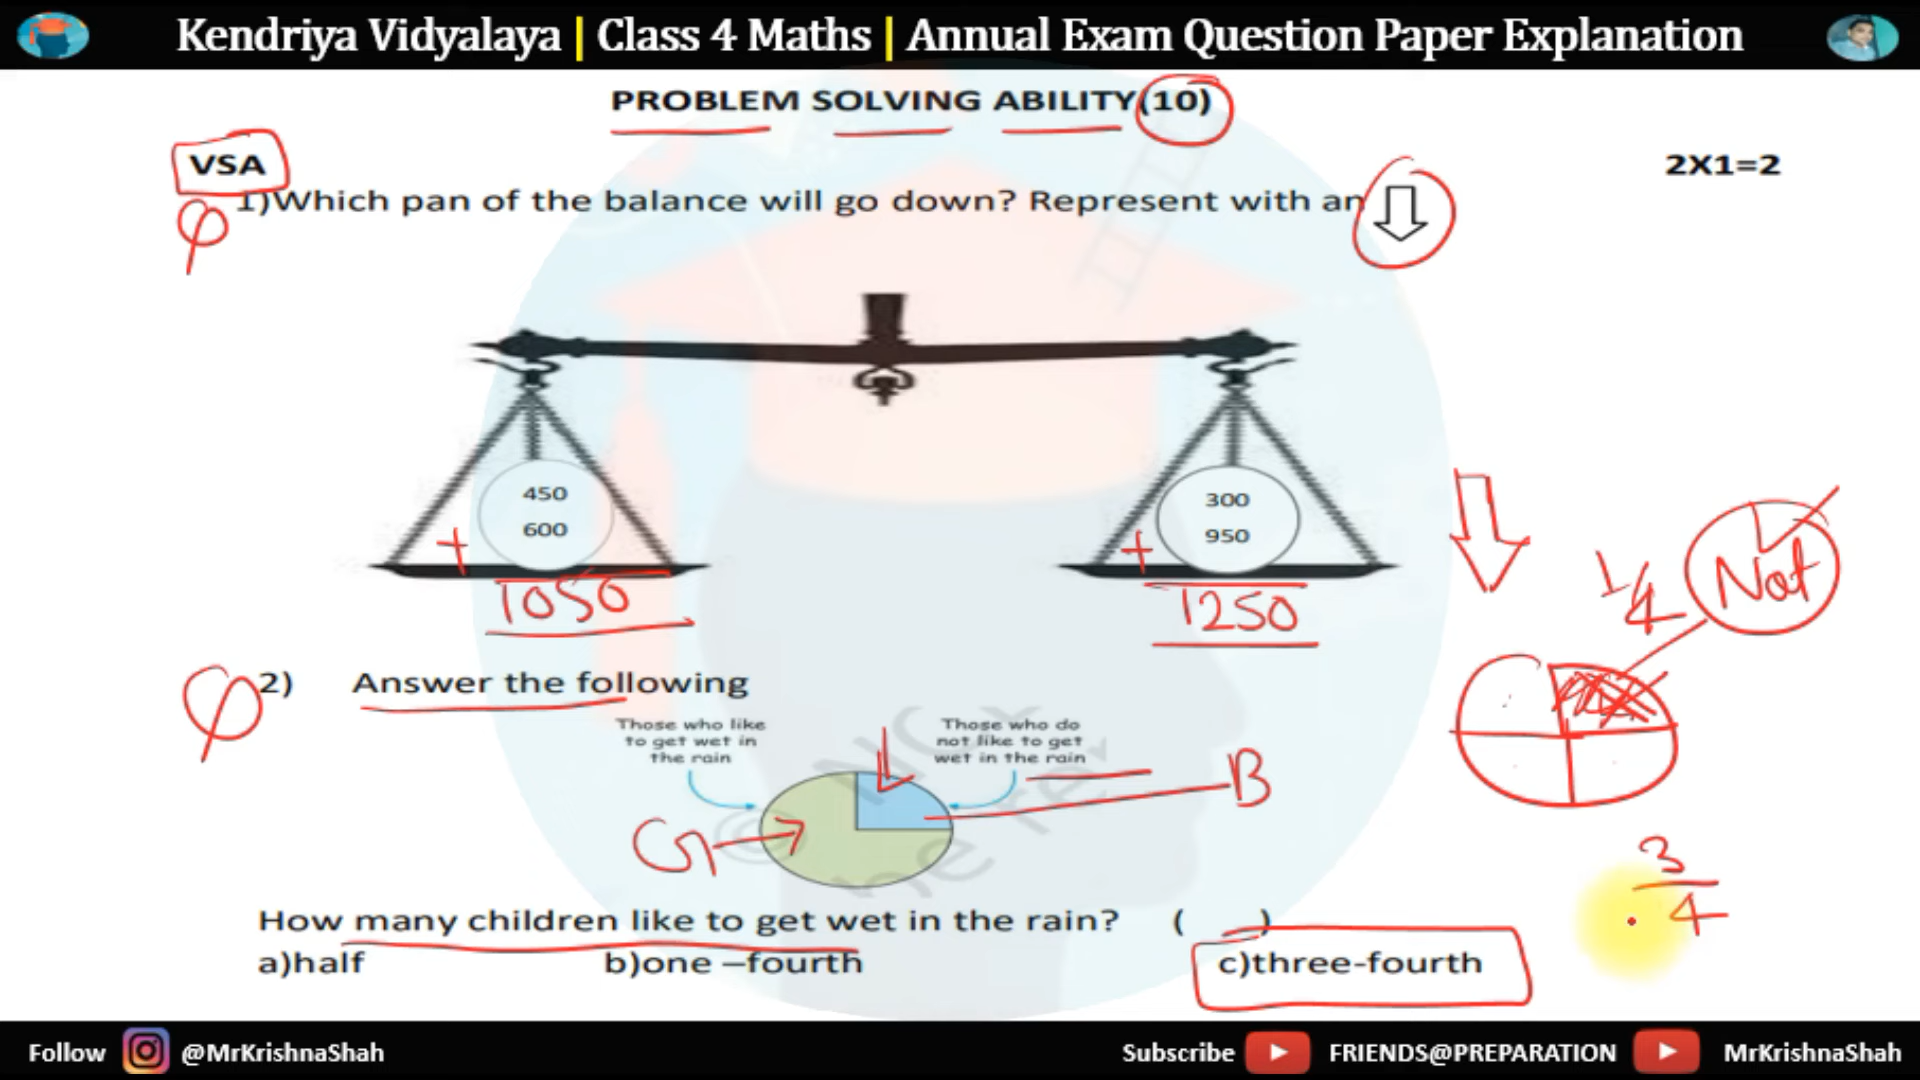 Kendriya Vidyalaya | Class 4 Maths | Annual Exam Question Paper Explanation
PROBLEM SOLVING ABILITY(10)
VSA 2X1=2
1)Which pan of the balance will go down? Represent with an
450
600
+
1050
300
950
+
1250
1/4
Not
2) Answer the following
Those who like
to get wet in
the rain
Those who do
not like to get
wet in the rain
G
B
3
4
How many children like to get wet in the rain? ( )
a)half b)one –fourth c)three-fourth
Follow @MrKrishnaShah Subscribe FRIENDS@PREPARATION MrKrishnaShah